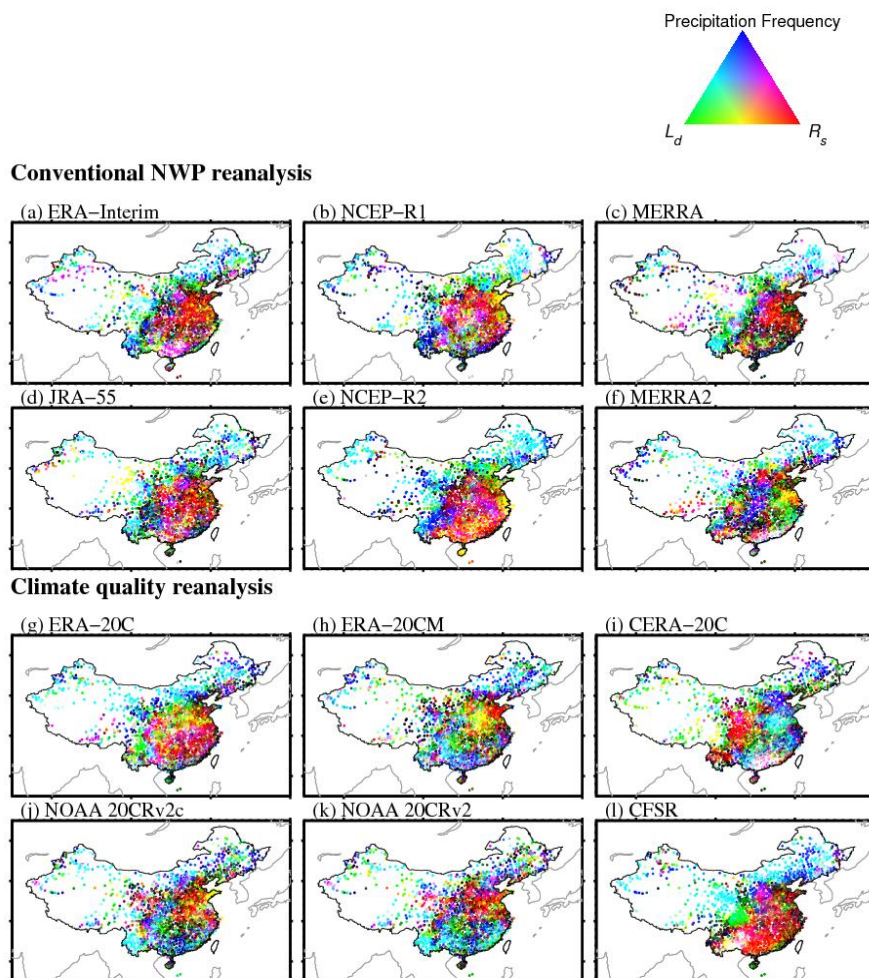 Precipitation Frequency
L_d R_s
Conventional NWP reanalysis
(a) ERA−Interim (b) NCEP−R1 (c) MERRA
(d) JRA−55 (e) NCEP−R2 (f) MERRA2
Climate quality reanalysis
(g) ERA−20C (h) ERA−20CM (i) CERA−20C
(j) NOAA 20CRv2c (k) NOAA 20CRv2 (l) CFSR